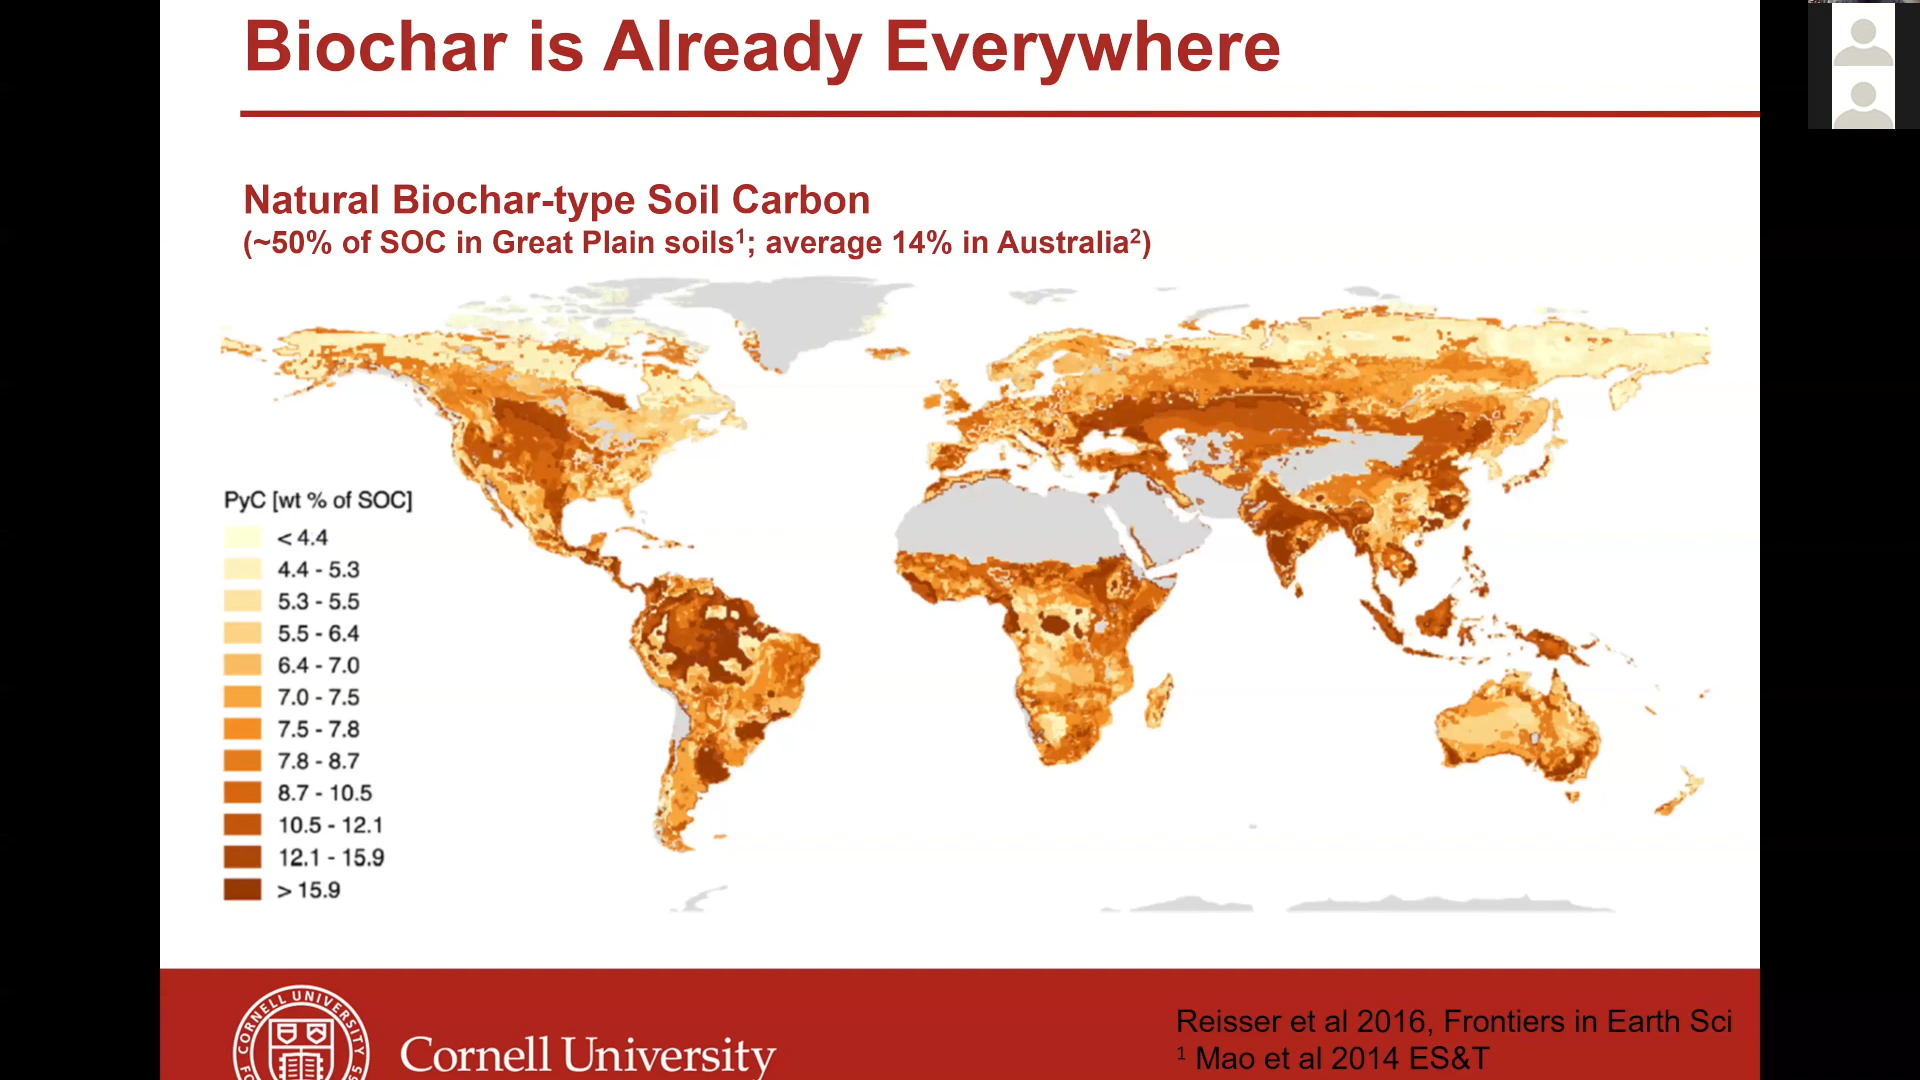 Biochar is Already Everywhere
Natural Biochar-type Soil Carbon
(~50% of SOC in Great Plain soils¹; average 14% in Australia²)
PyC [wt % of SOC]
< 4.4
4.4 - 5.3
5.3 - 5.5
5.5 - 6.4
6.4 - 7.0
7.0 - 7.5
7.5 - 7.8
7.8 - 8.7
8.7 - 10.5
10.5 - 12.1
12.1 - 15.9
> 15.9
CORNELL UNIVERSITY
Cornell University
Reisser et al 2016, Frontiers in Earth Sci
¹ Mao et al 2014 ES&T